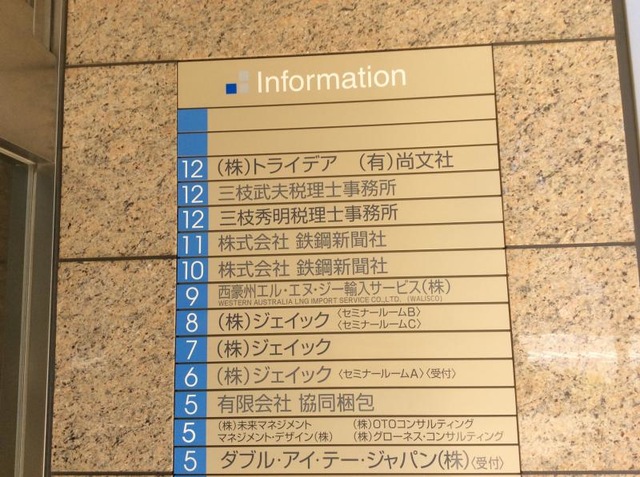 Information
12 (株)トライデア (有)尚文社
12 三枝武夫税理士事務所
12 三枝秀明税理士事務所
11 株式会社 鉄鋼新聞社
10 株式会社 鉄鋼新聞社
9 西豪州エル・エヌ・ジー輸入サービス(株)
WESTERN AUSTRALIA LNG IMPORT SERVICE CO.,LTD. (WALISCO)
8 (株)ジェイック 〈セミナールームB〉
〈セミナールームC〉
7 (株)ジェイック
6 (株)ジェイック 〈セミナールームA〉〈受付〉
5 有限会社 協同梱包
5 (株)未来マネジメント (株)OTOコンサルティング
マネジメント・デザイン(株) (株)グローネス・コンサルティング
5 ダブル・アイ・テー・ジャパン(株)〈受付〉